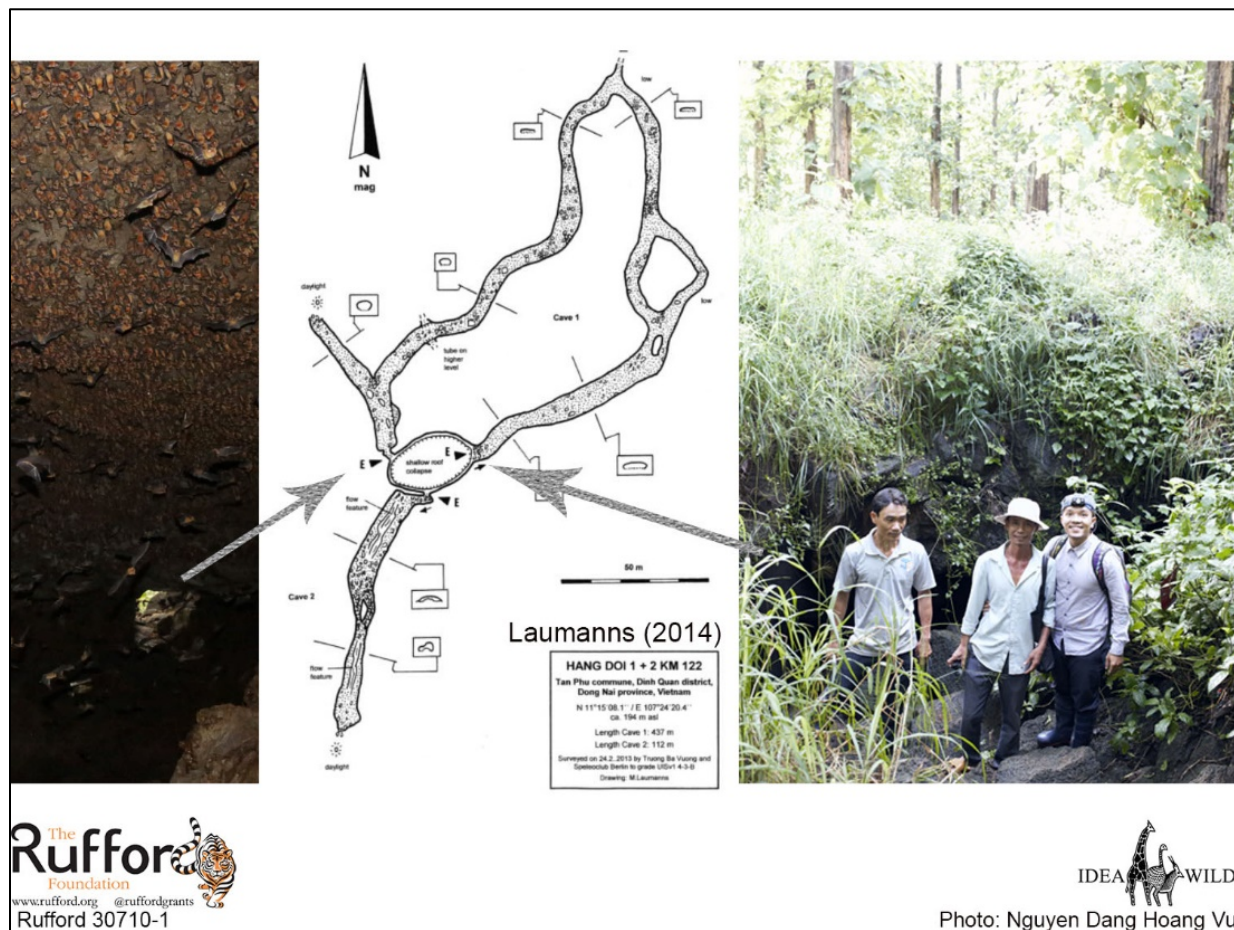 N
mag
low
daylight
tube on
higher
level
Cave 1
low
E
shallow roof
collapse
E
flow
feature
E
50 m
Cave 2
flow
feature
daylight
Laumanns (2014)
HANG DOI 1 + 2 KM 122
Tan Phu commune, Dinh Quan district,
Dong Nai province, Vietnam
N 11°15´08.1´´ / E 107°24´20.4´´
ca. 194 m asl
Length Cave 1: 437 m
Length Cave 2: 112 m
Surveyed on 24.2..2013 by Truong Ba Vuong and
Speleoclub Berlin to grade UISv1 4-3-B
Drawing: M.Laumanns
The
Rufford
Foundation
www.rufford.org @ruffordgrants
Rufford 30710-1
IDEA WILD
Photo: Nguyen Dang Hoang Vu